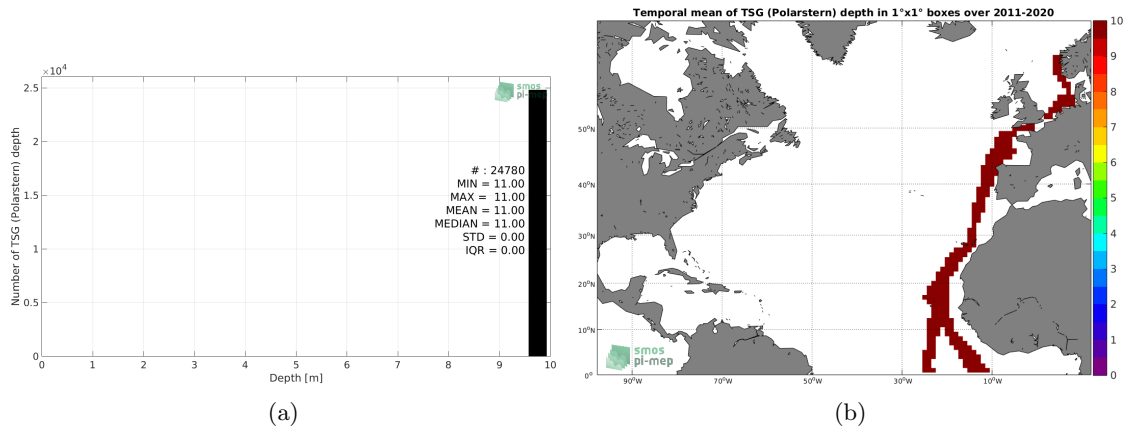 ×10⁴
2.5
2
1.5
1
0.5
0
Number of TSG (Polarstern) depth
smos
pi-mep
# : 24780
MIN = 11.00
MAX = 11.00
MEAN = 11.00
MEDIAN = 11.00
STD = 0.00
IQR = 0.00
0 1 2 3 4 5 6 7 8 9 10
Depth [m]
(a)
Temporal mean of TSG (Polarstern) depth in 1°x1° boxes over 2011-2020
50°N
40°N
30°N
20°N
10°N
0°
90°W 70°W 50°W 30°W 10°W
smos
pi-mep
10
9
8
7
6
5
4
3
2
1
0
(b)